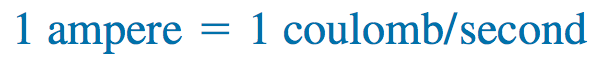 1 ampere = 1 coulomb/second